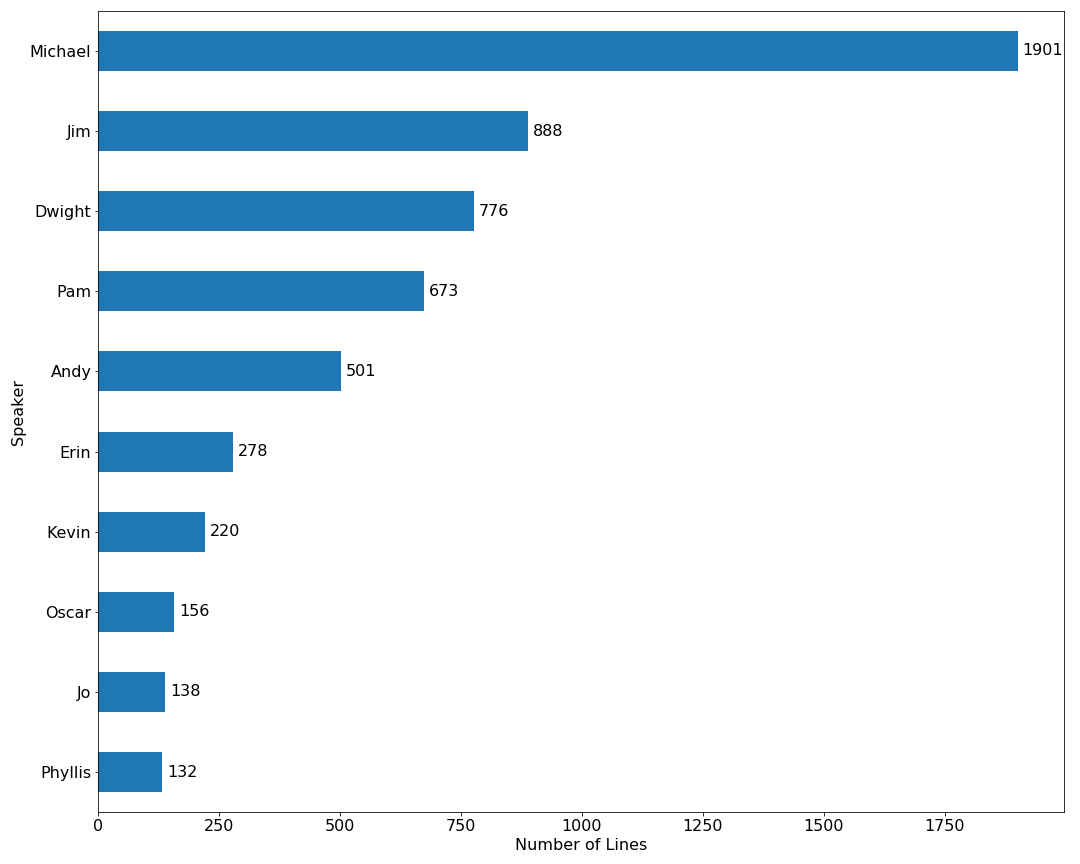 Michael 1901
Jim 888
Dwight 776
Pam 673
Andy 501
Erin 278
Kevin 220
Oscar 156
Jo 138
Phyllis 132
Speaker
0 250 500 750 1000 1250 1500 1750
Number of Lines